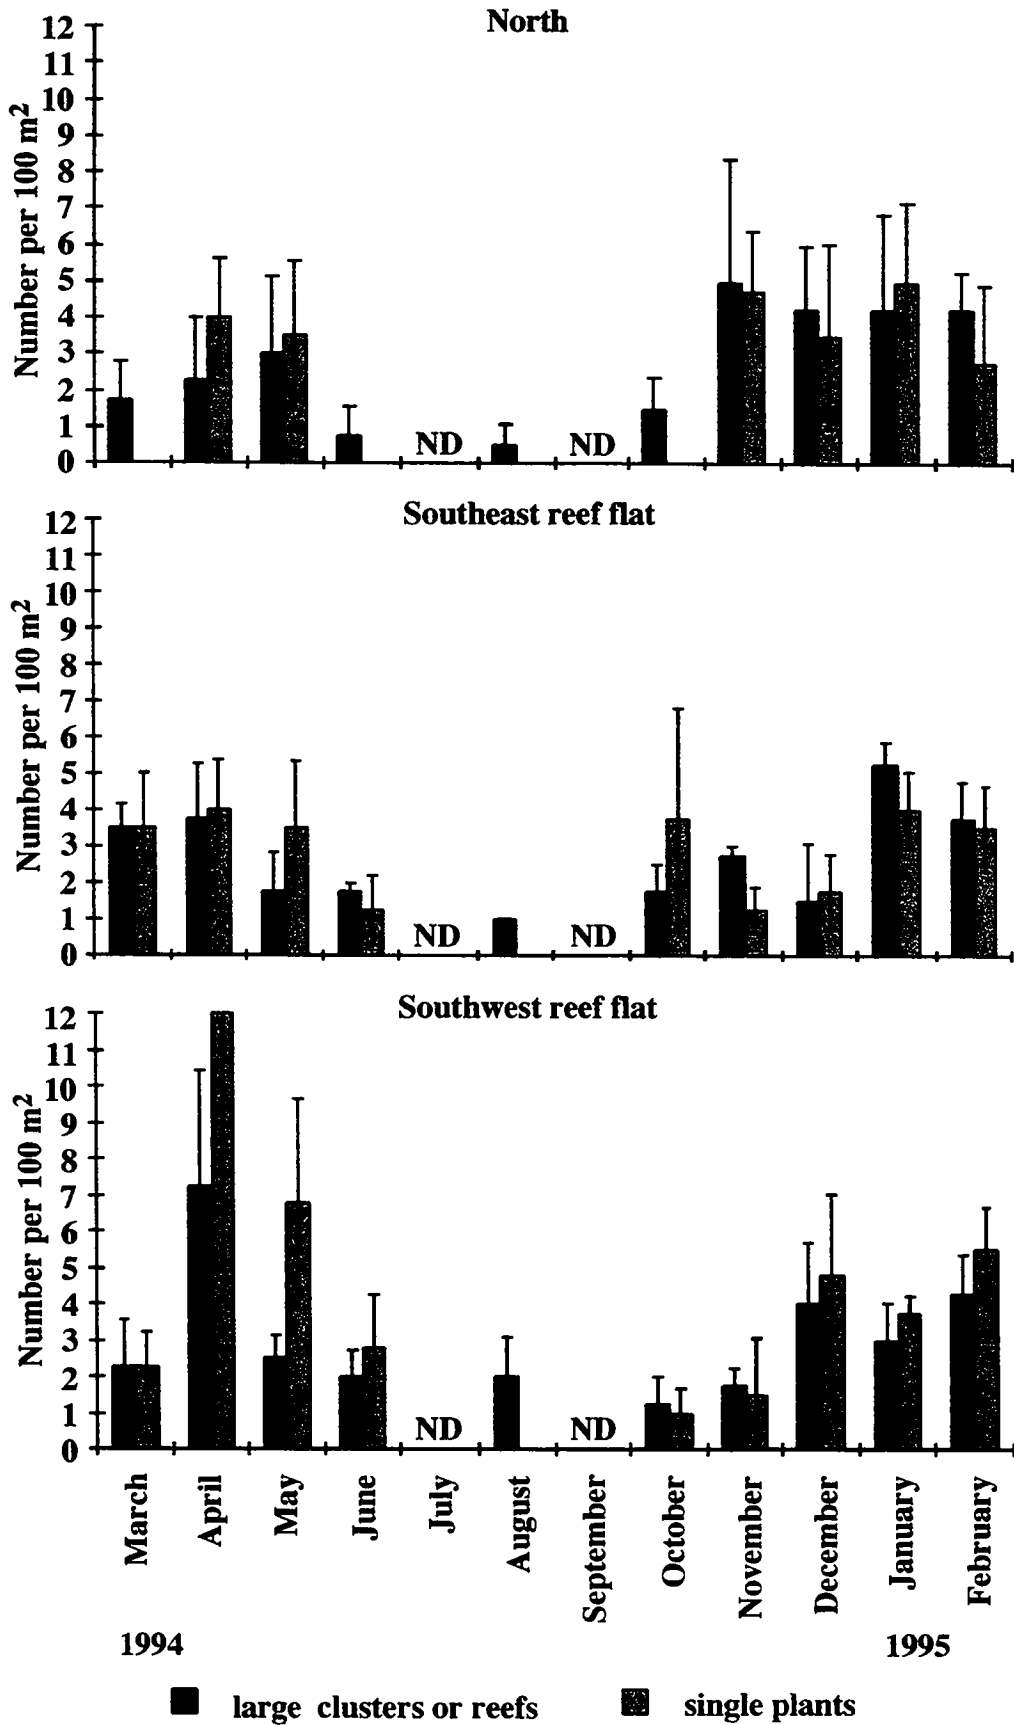 North
Number per 100 m²
12
11
10
9
8
7
6
5
4
3
2
1
0
ND
ND
Southeast reef flat
Number per 100 m²
12
11
10
9
8
7
6
5
4
3
2
1
0
ND
ND
Southwest reef flat
Number per 100 m²
12
11
10
9
8
7
6
5
4
3
2
1
0
ND
ND
March
April
May
June
July
August
September
October
November
December
January
February
1994
1995
large clusters or reefs
single plants